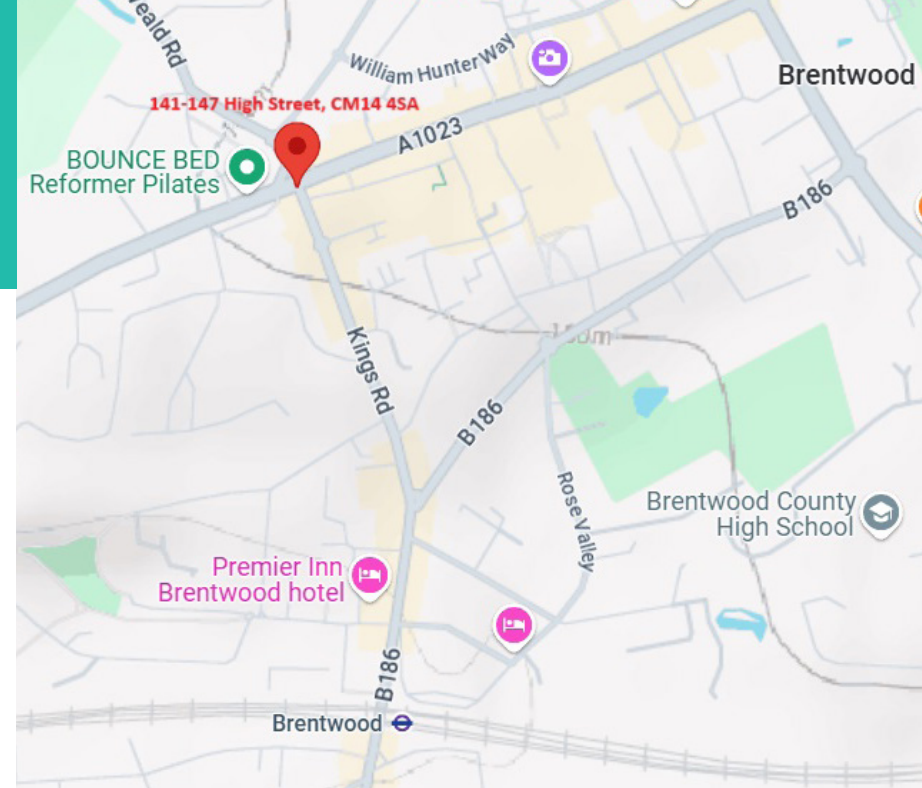 Weald Rd
William Hunter Way
Brentwood
141-147 High Street, CM14 4SA
A1023
BOUNCE BED
Reformer Pilates
B186
Kings Rd
B186
Rose Valley
Brentwood County
High School
Premier Inn
Brentwood hotel
B186
Brentwood